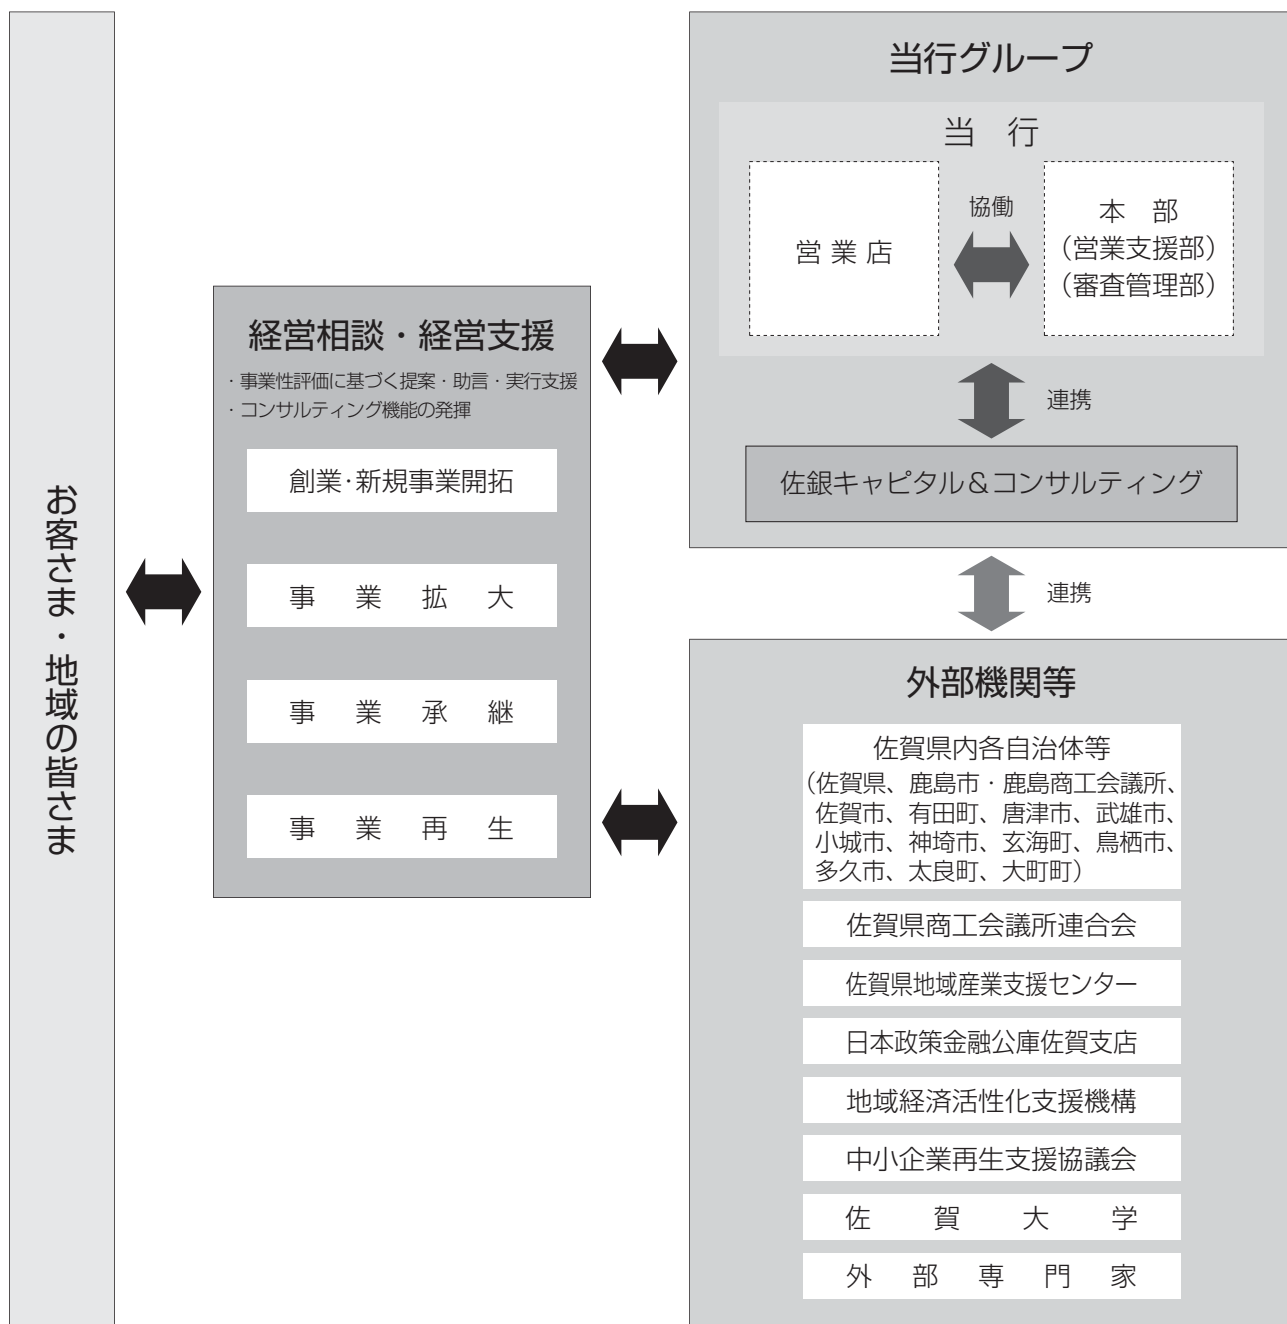 お客さま・地域の皆さま
経営相談・経営支援
・事業性評価に基づく提案・助言・実行支援
・コンサルティング機能の発揮
創業・新規事業開拓
事業拡大
事業承継
事業再生
当行グループ
当 行
営業店
協働
本 部
（営業支援部）
（審査管理部）
連携
佐銀キャピタル＆コンサルティング
連携
外部機関等
佐賀県内各自治体等
（佐賀県、鹿島市・鹿島商工会議所、
佐賀市、有田町、唐津市、武雄市、
小城市、神埼市、玄海町、鳥栖市、
多久市、太良町、大町町）
佐賀県商工会議所連合会
佐賀県地域産業支援センター
日本政策金融公庫佐賀支店
地域経済活性化支援機構
中小企業再生支援協議会
佐賀大学
外部専門家